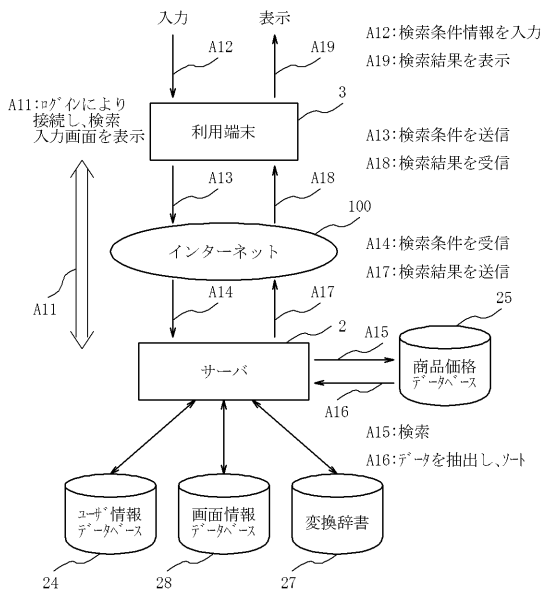 入力
表示
A12
A19
A12:検索条件情報を入力
A19:検索結果を表示
A11:ﾛｸﾞｲﾝにより
接続し、検索
入力画面を表示
3
利用端末
A13:検索条件を送信
A18:検索結果を受信
A13
A18
100
インターネット
A14:検索条件を受信
A17:検索結果を送信
A11
A14
A17
2
25
サーバ
A15
A16
商品価格
ﾃﾞｰﾀﾍﾞｰｽ
A15:検索
A16:ﾃﾞｰﾀを抽出し、ｿｰﾄ
ﾕｰｻﾞ情報
ﾃﾞｰﾀﾍﾞｰｽ
画面情報
ﾃﾞｰﾀﾍﾞｰｽ
変換辞書
24
28
27